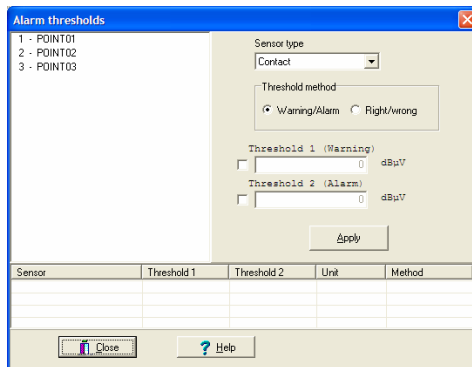 Alarm thresholds
1 - POINT01
2 - POINT02
3 - POINT03
Sensor type
Contact
Threshold method
Warning/Alarm Right/wrong
Threshold 1 (Warning)
0 dBµV
Threshold 2 (Alarm)
0 dBµV
Apply
Sensor Threshold 1 Threshold 2 Unit Method
Close ? Help